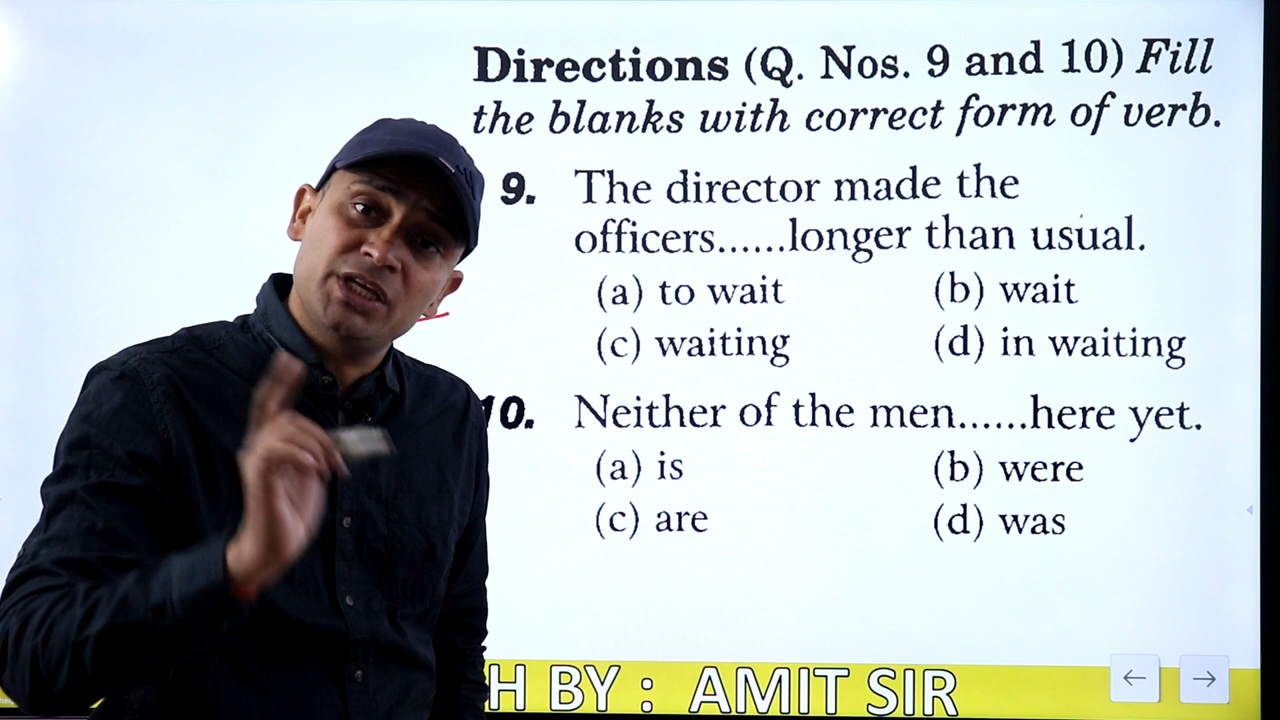 Directions (Q. Nos. 9 and 10) Fill
the blanks with correct form of verb.
9. The director made the
officers......longer than usual.
(a) to wait (b) wait
(c) waiting (d) in waiting
10. Neither of the men......here yet.
(a) is (b) were
(c) are (d) was
H BY : AMIT SIR